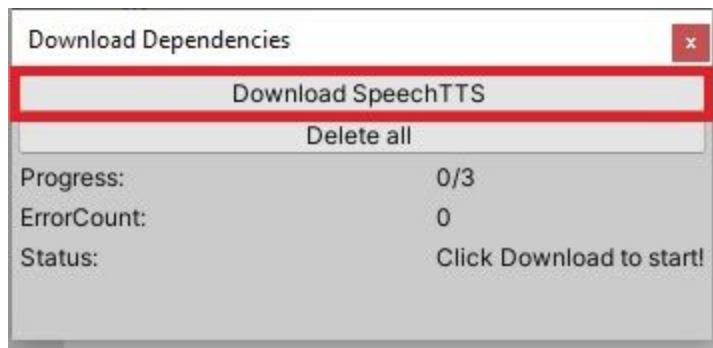 Download Dependencies
x
Download SpeechTTS
Delete all
Progress: 0/3
ErrorCount: 0
Status: Click Download to start!